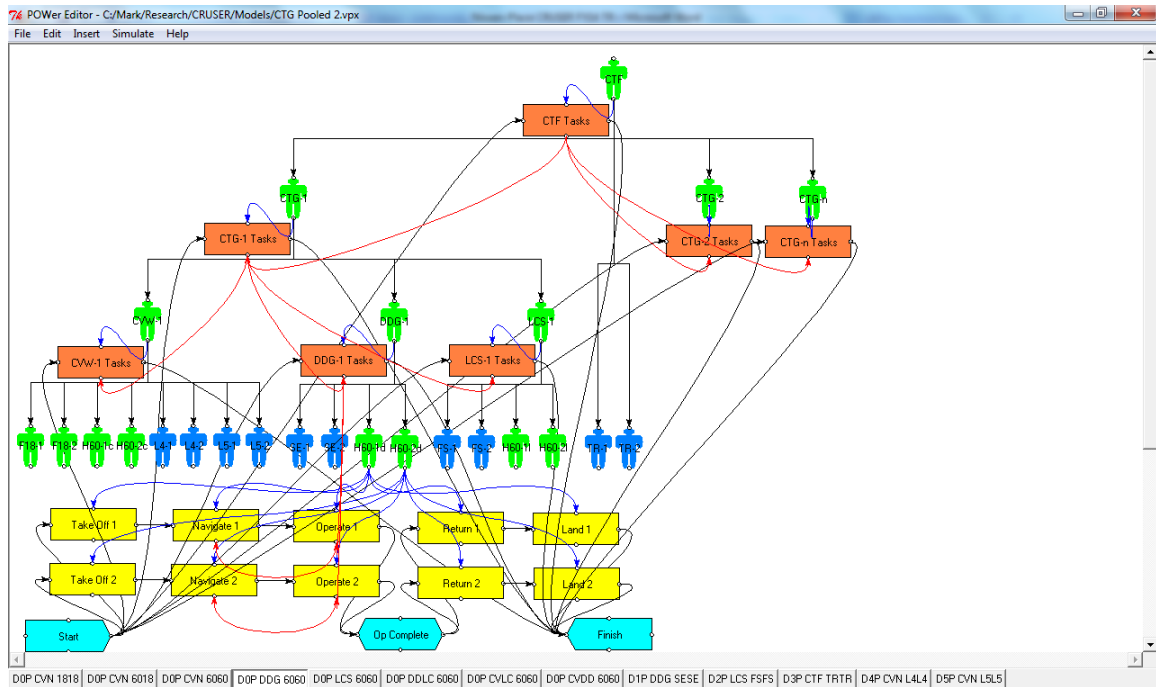 POWer Editor - C:/Mark/Research/CRUSER/Models/CTG Pooled 2.vpx
File Edit Insert Simulate Help
CTF
CTF Tasks
CTG-1 CTG-2 CTG-n
CTG-1 Tasks CTG-2 Tasks CTG-n Tasks
CVW-1 DDG-1 LCS-1
CVW-1 Tasks DDG-1 Tasks LCS-1 Tasks
F18-1 F18-2 H60-1c H60-2c L4-1 L4-2 L5-1 L5-2 SE-1 SE-2 H60-1d H60-2d FS-1 FS-2 H60-1l H60-2l TR-1 TR-2
Take Off 1 Navigate 1 Operate 1 Return 1 Land 1
Take Off 2 Navigate 2 Operate 2 Return 2 Land 2
Start Op Complete Finish
D0P CVN 1818 D0P CVN 6018 D0P CVN 6060 D0P DDG 6060 D0P LCS 6060 D0P DDLC 6060 D0P CVLC 6060 D0P CVDD 6060 D1P DDG SESE D2P LCS FSFS D3P CTF TRTR D4P CVN L4L4 D5P CVN L5L5